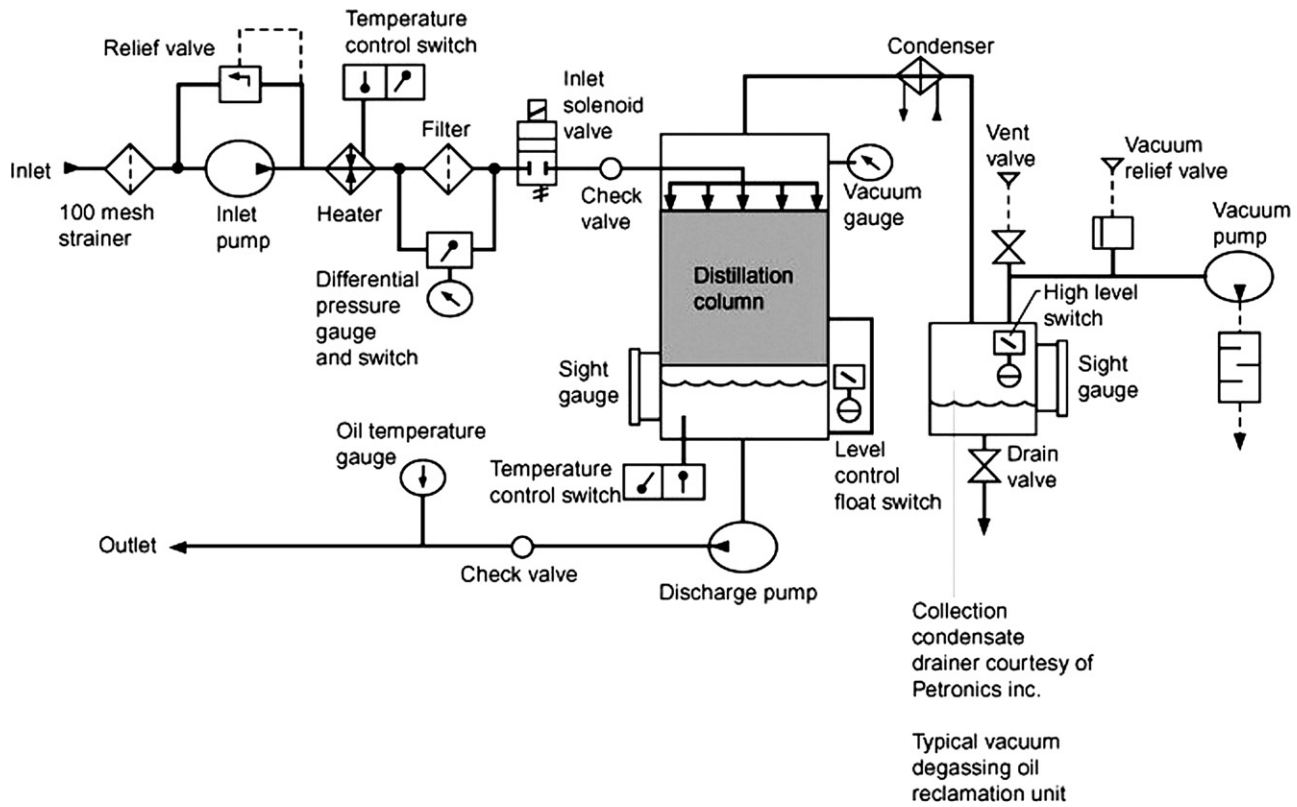 Temperature
control switch
Relief valve
Condenser
Inlet
solenoid
valve
Filter
Vent
valve
Vacuum
relief valve
Inlet
100 mesh
strainer
Inlet
pump
Heater
Check
valve
Vacuum
gauge
Vacuum
pump
Differential
pressure
gauge
and switch
Distillation
column
High level
switch
Sight
gauge
Sight
gauge
Oil temperature
gauge
Temperature
control switch
Level
control
float switch
Drain
valve
Outlet
Check valve
Discharge pump
Collection
condensate
drainer courtesy of
Petronics inc.
Typical vacuum
degassing oil
reclamation unit